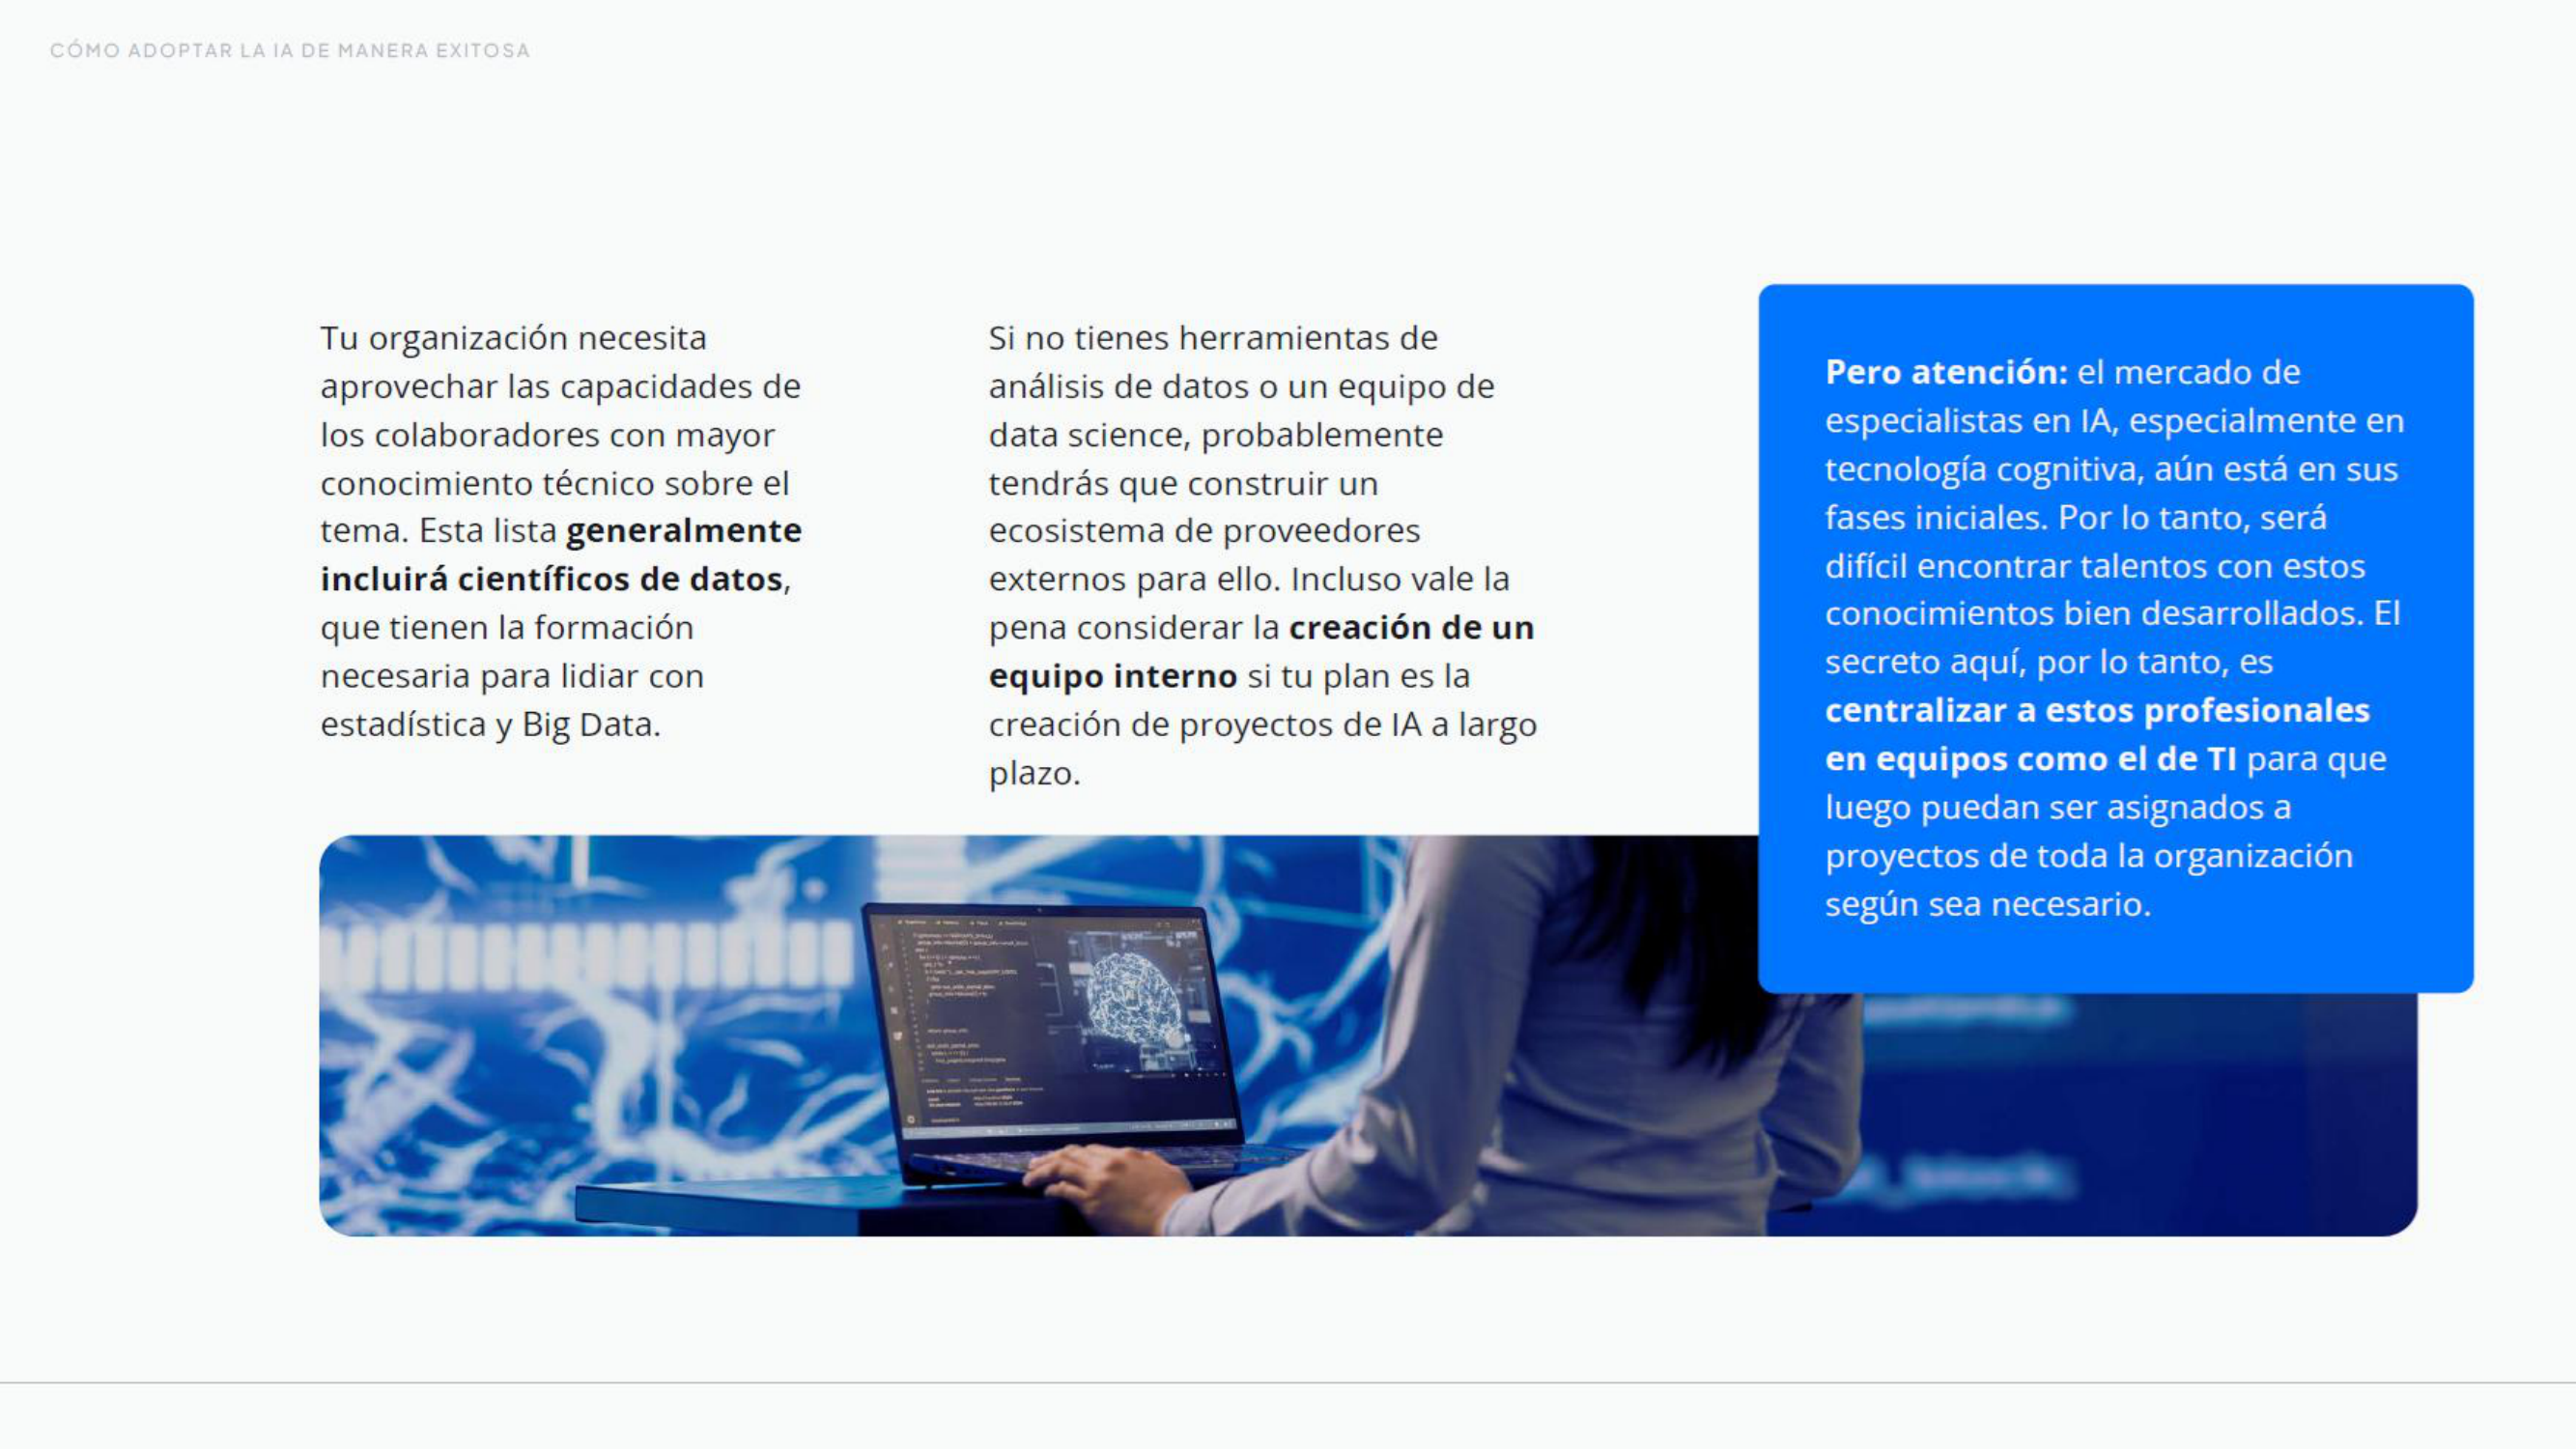 CÓMO ADOPTAR LA IA DE MANERA EXITOSA
Tu organización necesita
aprovechar las capacidades de
los colaboradores con mayor
conocimiento técnico sobre el
tema. Esta lista generalmente
incluirá científicos de datos,
que tienen la formación
necesaria para lidiar con
estadística y Big Data.
Si no tienes herramientas de
análisis de datos o un equipo de
data science, probablemente
tendrás que construir un
ecosistema de proveedores
externos para ello. Incluso vale la
pena considerar la creación de un
equipo interno si tu plan es la
creación de proyectos de IA a largo
plazo.
Pero atención: el mercado de
especialistas en IA, especialmente en
tecnología cognitiva, aún está en sus
fases iniciales. Por lo tanto, será
difícil encontrar talentos con estos
conocimientos bien desarrollados. El
secreto aquí, por lo tanto, es
centralizar a estos profesionales
en equipos como el de TI para que
luego puedan ser asignados a
proyectos de toda la organización
según sea necesario.